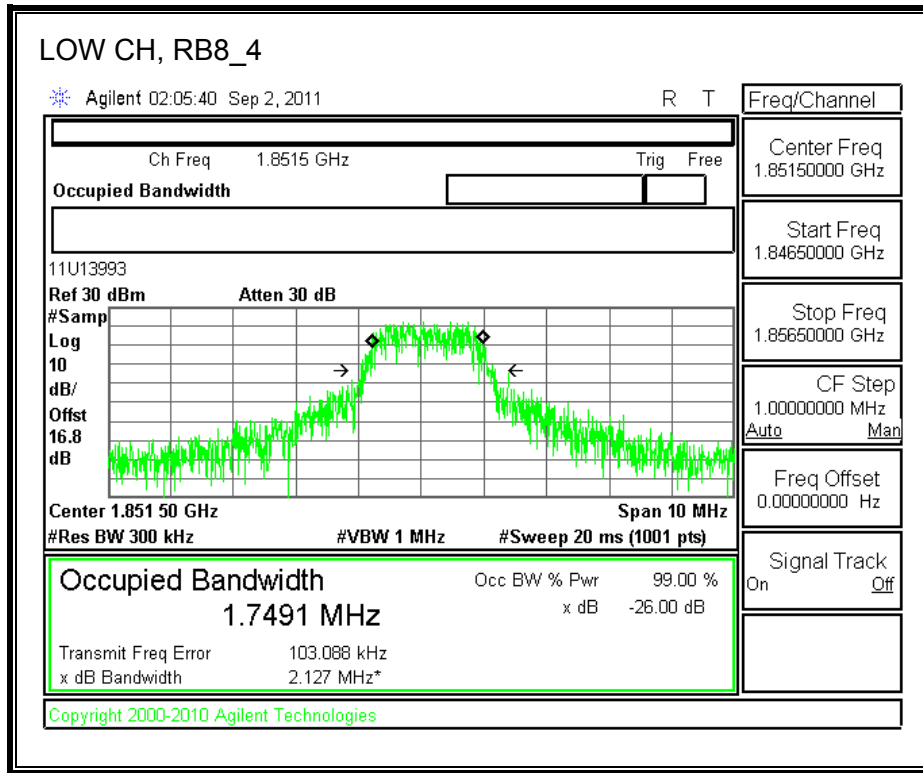 LOW CH, RB8_4
Agilent 02:05:40 Sep 2, 2011 R T
Ch Freq 1.8515 GHz Trig Free
Occupied Bandwidth
11U13993
Ref 30 dBm Atten 30 dB
#Samp
Log
10
dB/
Offst
16.8
dB
Center 1.851 50 GHz Span 10 MHz
#Res BW 300 kHz #VBW 1 MHz #Sweep 20 ms (1001 pts)
Occupied Bandwidth Occ BW % Pwr 99.00 %
1.7491 MHz x dB -26.00 dB
Transmit Freq Error 103.088 kHz
x dB Bandwidth 2.127 MHz*
Copyright 2000-2010 Agilent Technologies
Freq/Channel
Center Freq
1.85150000 GHz
Start Freq
1.84650000 GHz
Stop Freq
1.85650000 GHz
CF Step
1.00000000 MHz
Auto Man
Freq Offset
0.00000000 Hz
Signal Track
On Off